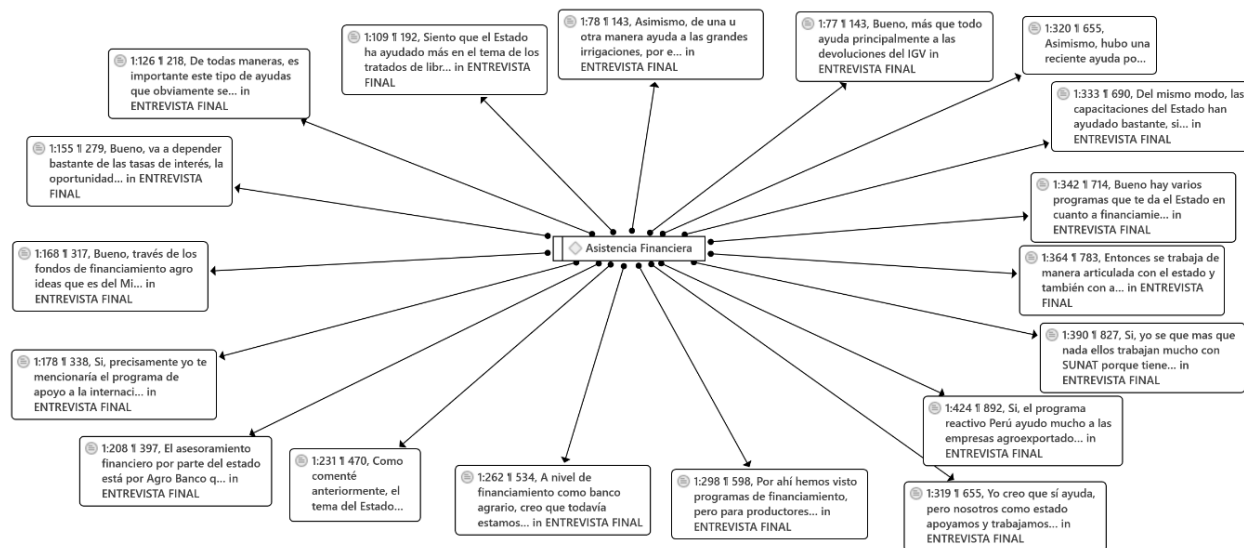 1:78 ¶ 143, Asimismo, de una u
otra manera ayuda a las grandes
irrigaciones, por e... in
ENTREVISTA FINAL
1:77 ¶ 143, Bueno, más que todo
ayuda principalmente a las
devoluciones del IGV in
ENTREVISTA FINAL
1:320 ¶ 655,
Asimismo, hubo una
reciente ayuda po...
1:109 ¶ 192, Siento que el Estado
ha ayudado más en el tema de los
tratados de libr... in ENTREVISTA
FINAL
1:126 ¶ 218, De todas maneras, es
importante este tipo de ayudas
que obviamente se... in
ENTREVISTA FINAL
1:333 ¶ 690, Del mismo modo, las
capacitaciones del Estado han
ayudado bastante, si... in
ENTREVISTA FINAL
1:155 ¶ 279, Bueno, va a depender
bastante de las tasas de interés, la
oportunidad... in ENTREVISTA
FINAL
1:342 ¶ 714, Bueno hay varios
programas que te da el Estado en
cuanto a financiamie... in
ENTREVISTA FINAL
Asistencia Financiera
1:168 ¶ 317, Bueno, través de los
fondos de financiamiento agro
ideas que es del Mi... in
ENTREVISTA FINAL
1:364 ¶ 783, Entonces se trabaja de
manera articulada con el estado y
también con a... in ENTREVISTA
FINAL
1:390 ¶ 827, Si, yo se que mas que
nada ellos trabajan mucho con
SUNAT porque tiene... in
ENTREVISTA FINAL
1:178 ¶ 338, Si, precisamente yo te
mencionaría el programa de
apoyo a la internaci... in
ENTREVISTA FINAL
1:424 ¶ 892, Si, el programa
reactivo Perú ayudo mucho a las
empresas agroexportado... in
ENTREVISTA FINAL
1:208 ¶ 397, El asesoramiento
financiero por parte del estado
está por Agro Banco q... in
ENTREVISTA FINAL
1:231 ¶ 470, Como
comenté
anteriormente, el
tema del Estado...
1:262 ¶ 534, A nivel de
financiamiento como banco
agrario, creo que todavía
estamos... in ENTREVISTA FINAL
1:298 ¶ 598, Por ahí hemos visto
programas de financiamiento,
pero para productores...
in ENTREVISTA FINAL
1:319 ¶ 655, Yo creo que sí ayuda,
pero nosotros como estado
apoyamos y trabajamos... in
ENTREVISTA FINAL